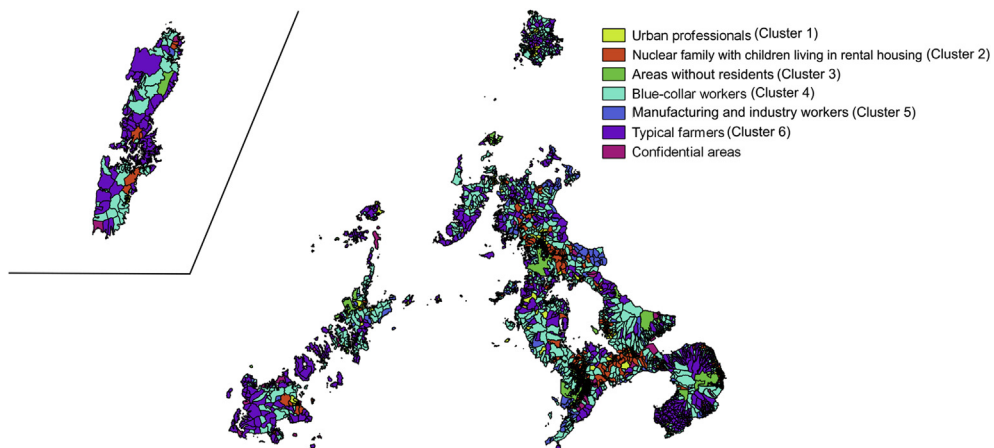 Urban professionals (Cluster 1)
Nuclear family with children living in rental housing (Cluster 2)
Areas without residents (Cluster 3)
Blue-collar workers (Cluster 4)
Manufacturing and industry workers (Cluster 5)
Typical farmers (Cluster 6)
Confidential areas